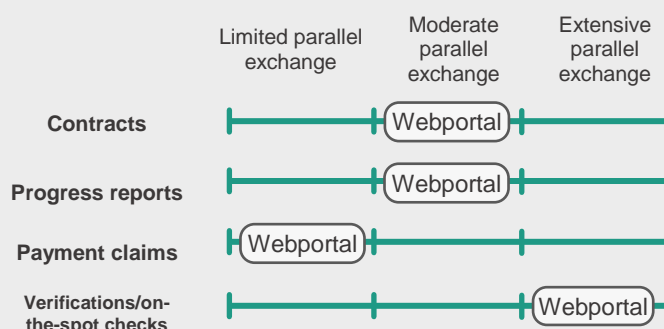 Limited parallel
exchange
Moderate
parallel
exchange
Extensive
parallel
exchange
Contracts
Webportal
Progress reports
Webportal
Payment claims
Webportal
Verifications/on-
the-spot checks
Webportal